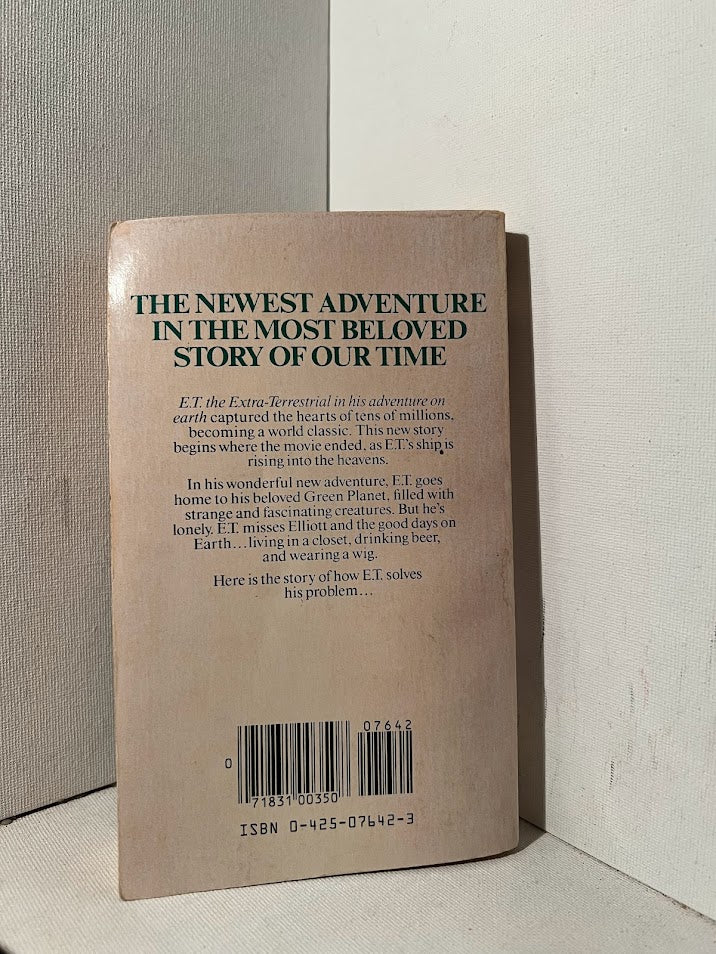 THE NEWEST ADVENTURE
IN THE MOST BELOVED
STORY OF OUR TIME
E.T. the Extra-Terrestrial in his adventure on
earth captured the hearts of tens of millions,
becoming a world classic. This new story
begins where the movie ended, as E.T.'s ship is
rising into the heavens.
In his wonderful new adventure, E.T. goes
home to his beloved Green Planet, filled with
strange and fascinating creatures. But he's
lonely. E.T. misses Elliott and the good days on
Earth...living in a closet, drinking beer,
and wearing a wig.
Here is the story of how E.T. solves
his problem...
07642
0
71831 00350
ISBN 0-425-07642-3